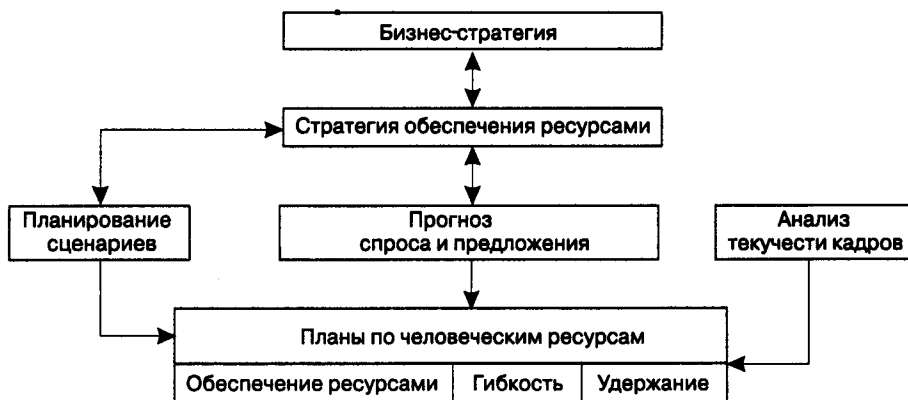 Бизнес-стратегия
Стратегия обеспечения ресурсами
Планирование
сценариев
Прогноз
спроса и предложения
Анализ
текучести кадров
Планы по человеческим ресурсам
Обеспечение ресурсами
Гибкость
Удержание